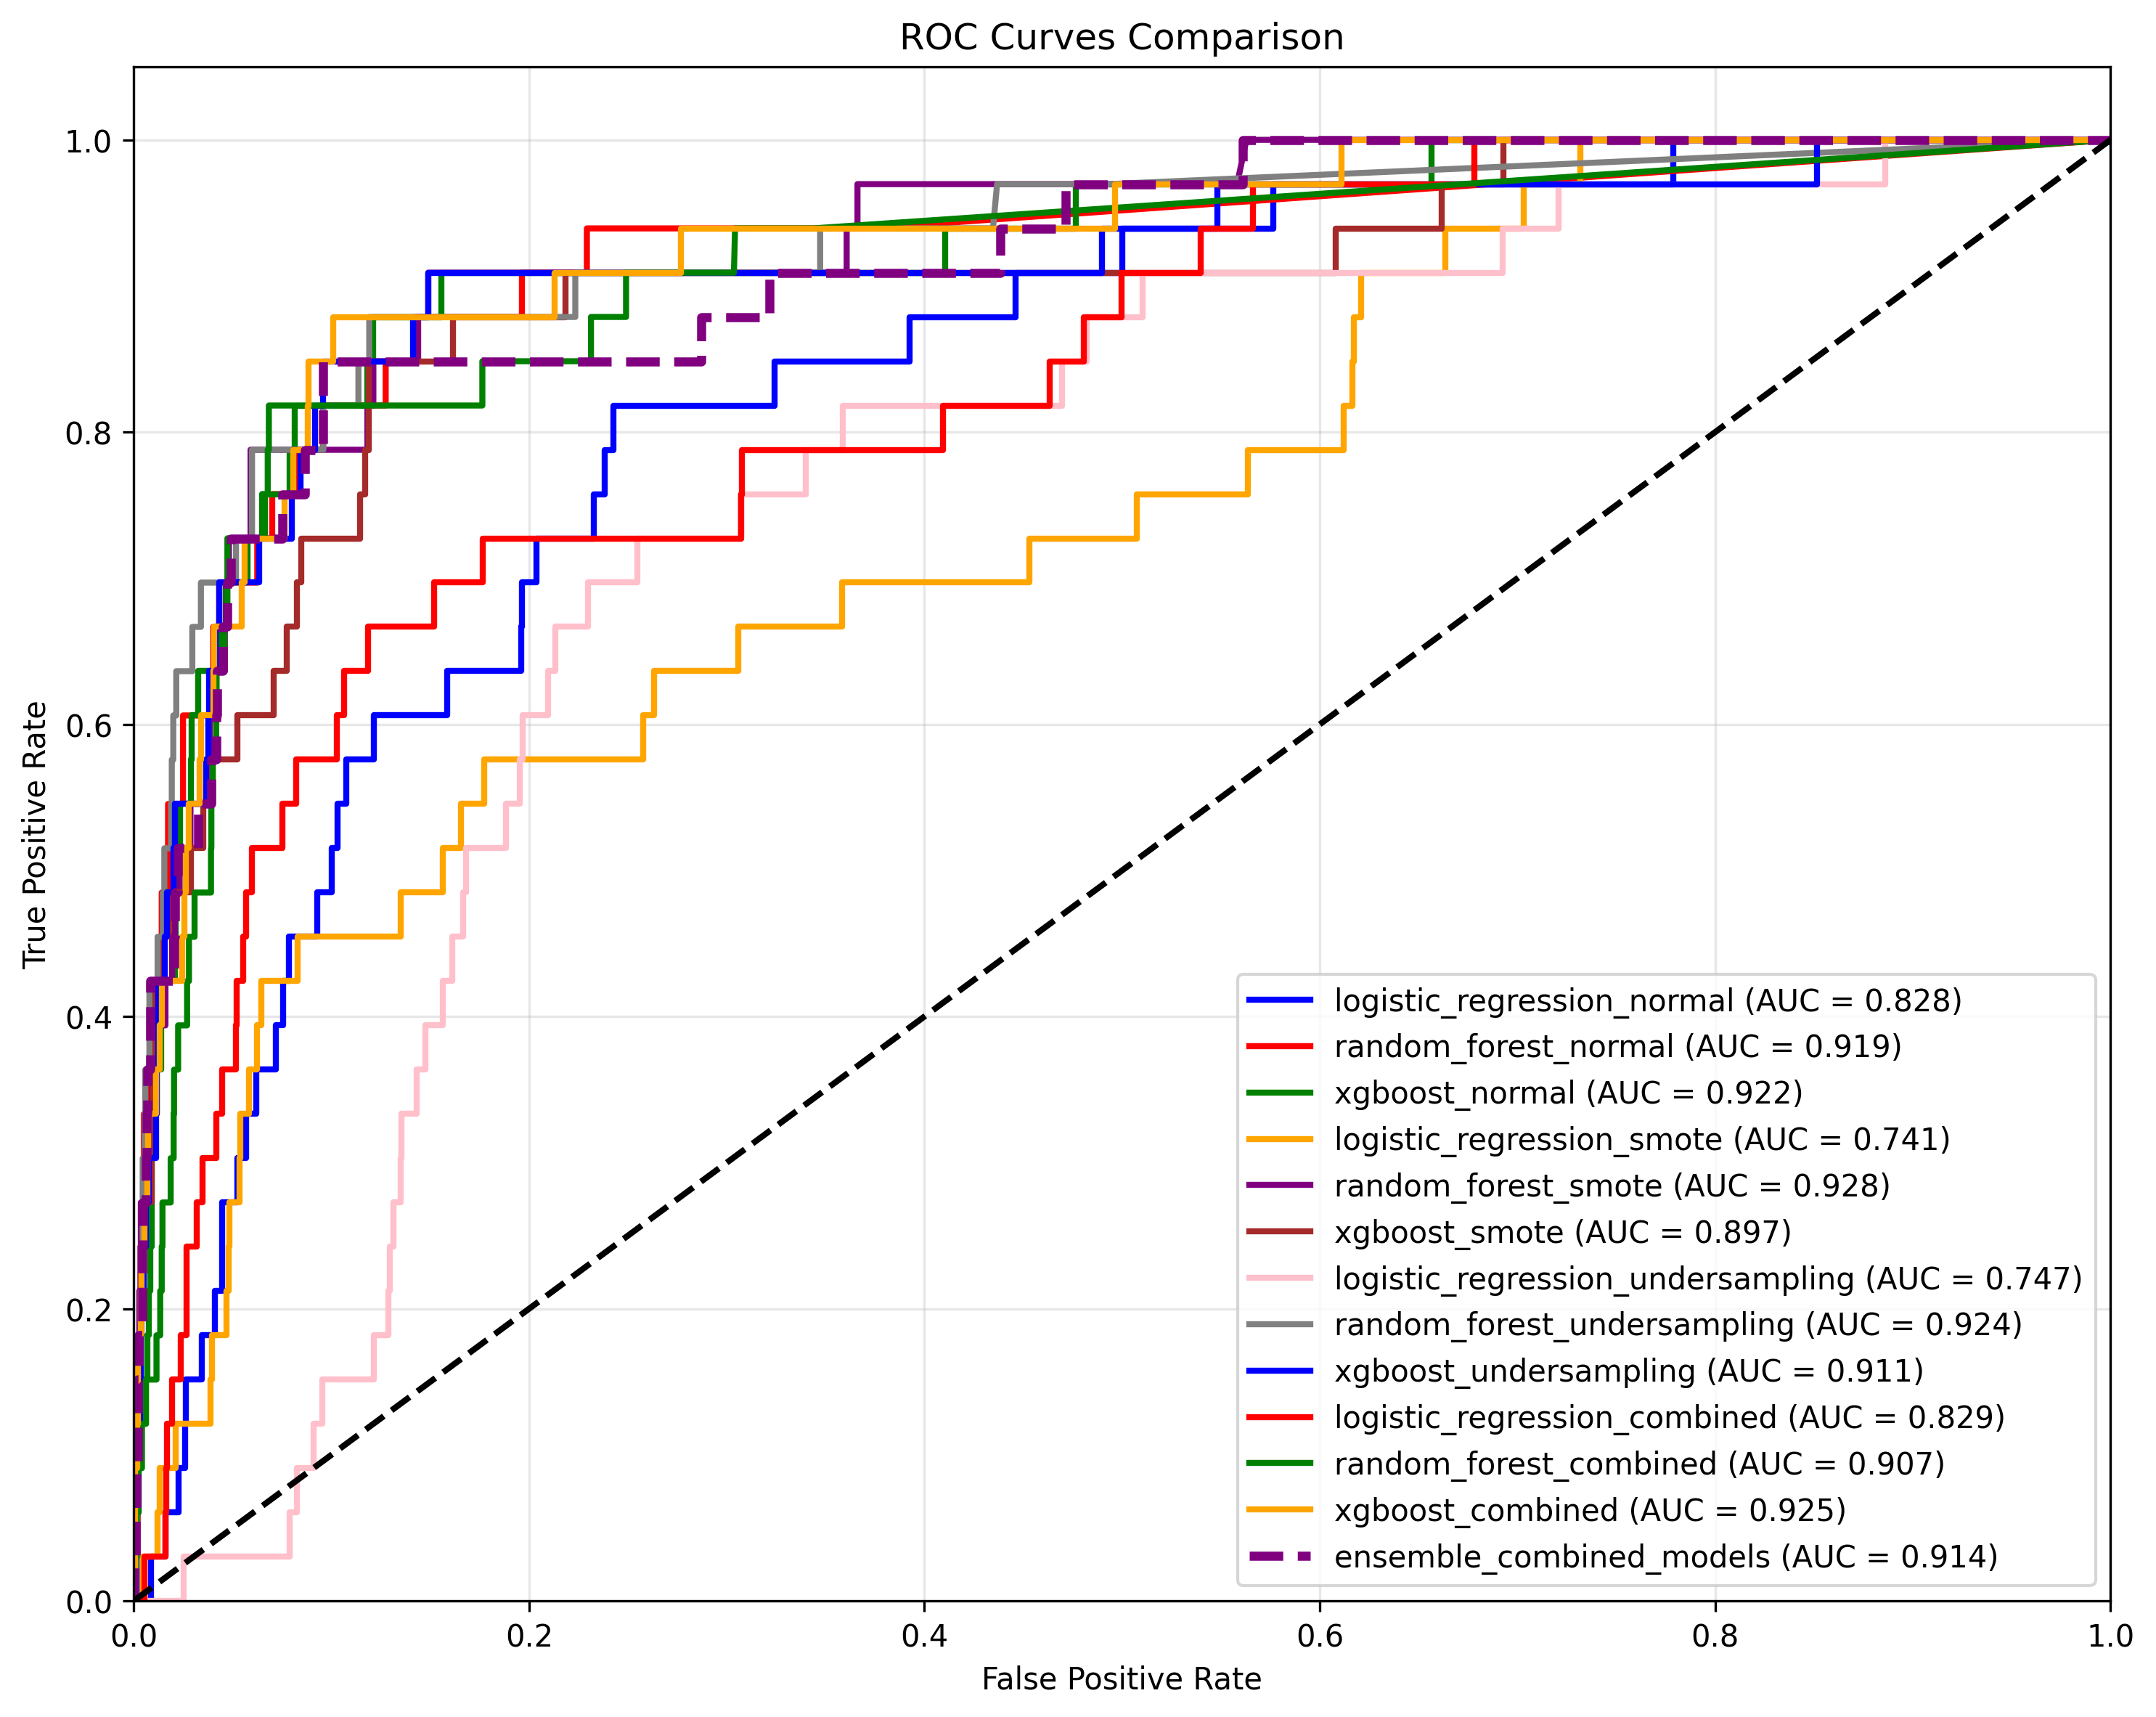 ROC Curves Comparison
1.0
0.8
0.6
0.4
0.2
0.0
True Positive Rate
logistic_regression_normal (AUC = 0.828)
random_forest_normal (AUC = 0.919)
xgboost_normal (AUC = 0.922)
logistic_regression_smote (AUC = 0.741)
random_forest_smote (AUC = 0.928)
xgboost_smote (AUC = 0.897)
logistic_regression_undersampling (AUC = 0.747)
random_forest_undersampling (AUC = 0.924)
xgboost_undersampling (AUC = 0.911)
logistic_regression_combined (AUC = 0.829)
random_forest_combined (AUC = 0.907)
xgboost_combined (AUC = 0.925)
ensemble_combined_models (AUC = 0.914)
0.0 0.2 0.4 0.6 0.8 1.0
False Positive Rate